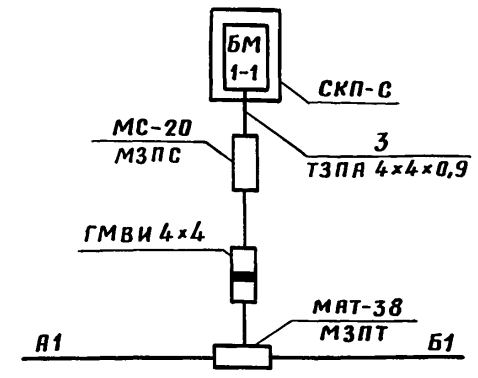 БМ
1-1
СКП-С
МС-20
МЗПС
3
ТЗПА 4×4×0,9
ГМВИ 4×4
МАТ-38
МЗПТ
А1
Б1